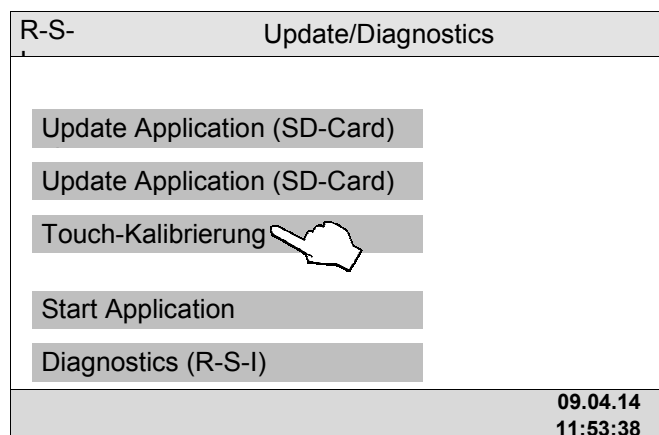 R-S-
Update/Diagnostics
Update Application (SD-Card)
Update Application (SD-Card)
Touch-Kalibrierung
Start Application
Diagnostics (R-S-I)
09.04.14
11:53:38